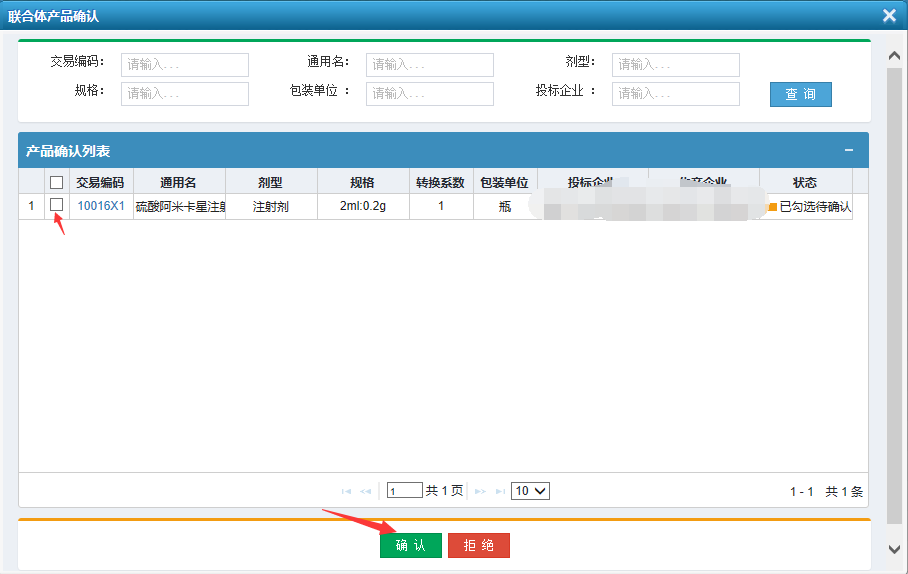 联合体产品确认
交易编码： 请输入... 通用名： 请输入... 剂型： 请输入...
规格： 请输入... 包装单位 ： 请输入... 投标企业 ： 请输入... 查 询
产品确认列表
交易编码 通用名 剂型 规格 转换系数 包装单位 投标企业 生产企业 状态
1 10016X1 硫酸阿米卡星注射 注射剂 2ml:0.2g 1 瓶 已勾选待确认
1 共 1 页 10 1 - 1 共 1 条
确 认 拒 绝